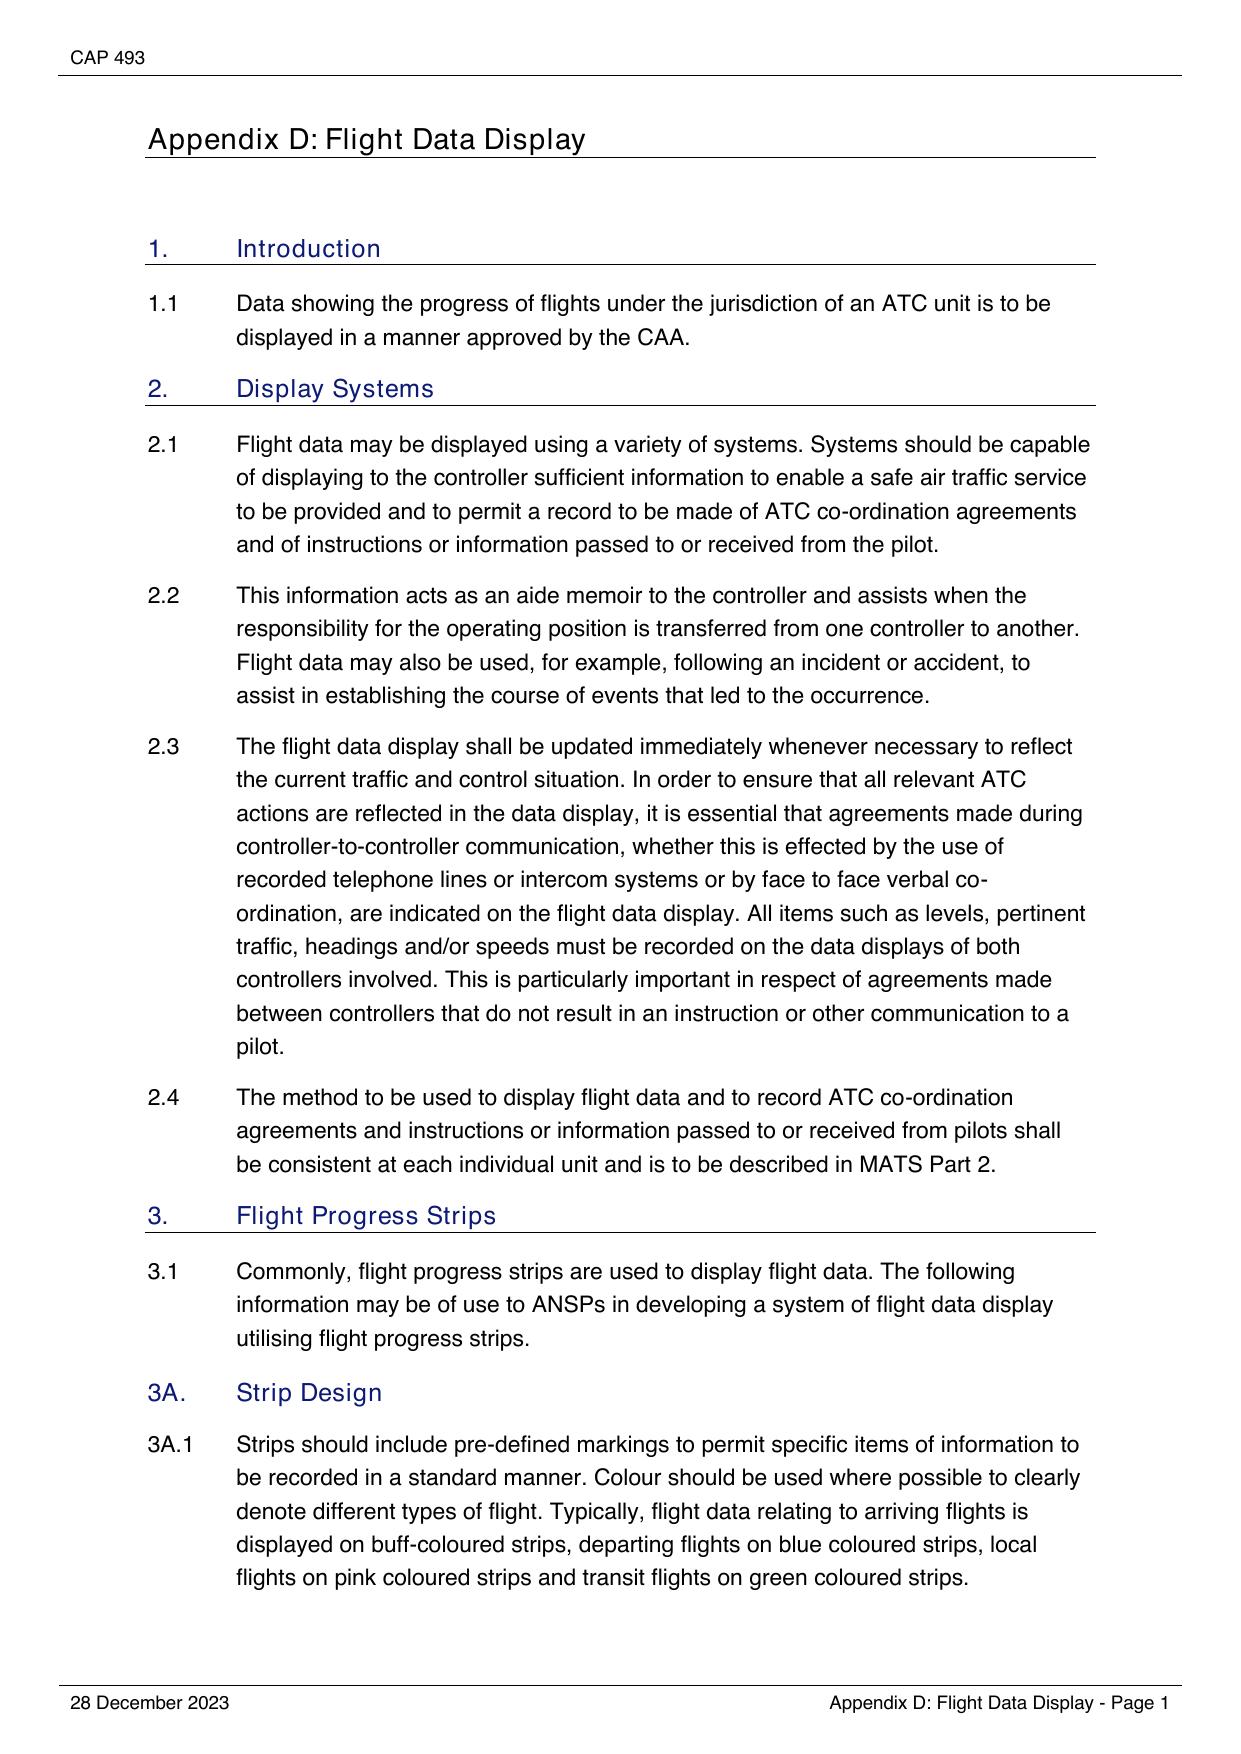 CAP 493
Appendix D: Flight Data Display
1. Introduction
1.1 Data showing the progress of flights under the jurisdiction of an ATC unit is to be
displayed in a manner approved by the CAA.
2. Display Systems
2.1 Flight data may be displayed using a variety of systems. Systems should be capable
of displaying to the controller sufficient information to enable a safe air traffic service
to be provided and to permit a record to be made of ATC co-ordination agreements
and of instructions or information passed to or received from the pilot.
2.2 This information acts as an aide memoir to the controller and assists when the
responsibility for the operating position is transferred from one controller to another.
Flight data may also be used, for example, following an incident or accident, to
assist in establishing the course of events that led to the occurrence.
2.3 The flight data display shall be updated immediately whenever necessary to reflect
the current traffic and control situation. In order to ensure that all relevant ATC
actions are reflected in the data display, it is essential that agreements made during
controller-to-controller communication, whether this is effected by the use of
recorded telephone lines or intercom systems or by face to face verbal co-
ordination, are indicated on the flight data display. All items such as levels, pertinent
traffic, headings and/or speeds must be recorded on the data displays of both
controllers involved. This is particularly important in respect of agreements made
between controllers that do not result in an instruction or other communication to a
pilot.
2.4 The method to be used to display flight data and to record ATC co-ordination
agreements and instructions or information passed to or received from pilots shall
be consistent at each individual unit and is to be described in MATS Part 2.
3. Flight Progress Strips
3.1 Commonly, flight progress strips are used to display flight data. The following
information may be of use to ANSPs in developing a system of flight data display
utilising flight progress strips.
3A. Strip Design
3A.1 Strips should include pre-defined markings to permit specific items of information to
be recorded in a standard manner. Colour should be used where possible to clearly
denote different types of flight. Typically, flight data relating to arriving flights is
displayed on buff-coloured strips, departing flights on blue coloured strips, local
flights on pink coloured strips and transit flights on green coloured strips.
28 December 2023 Appendix D: Flight Data Display - Page 1